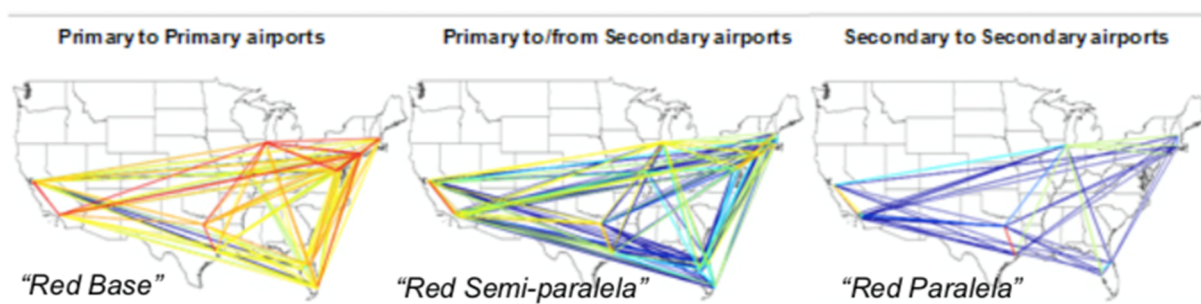 Primary to Primary airports
Primary to/from Secondary airports
Secondary to Secondary airports
“Red Base”
“Red Semi-paralela”
“Red Paralela”